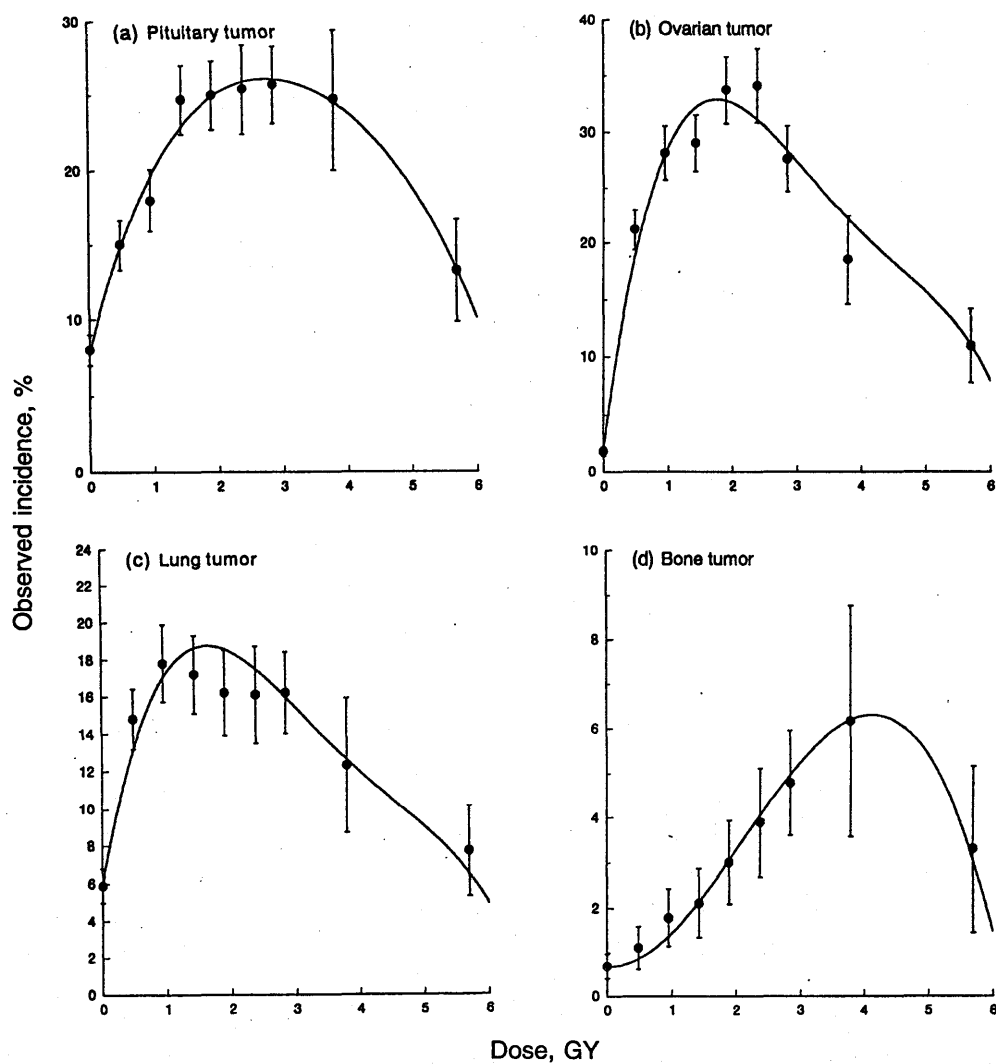 Observed incidence, %
(a) Pituitary tumor
30
20
10
0
0 1 2 3 4 5 6
(b) Ovarian tumor
40
30
20
10
0
0 1 2 3 4 5 6
(c) Lung tumor
24
22
20
18
16
14
12
10
8
6
4
2
0
0 1 2 3 4 5 6
(d) Bone tumor
10
8
6
4
2
0
0 1 2 3 4 5 6
Dose, GY